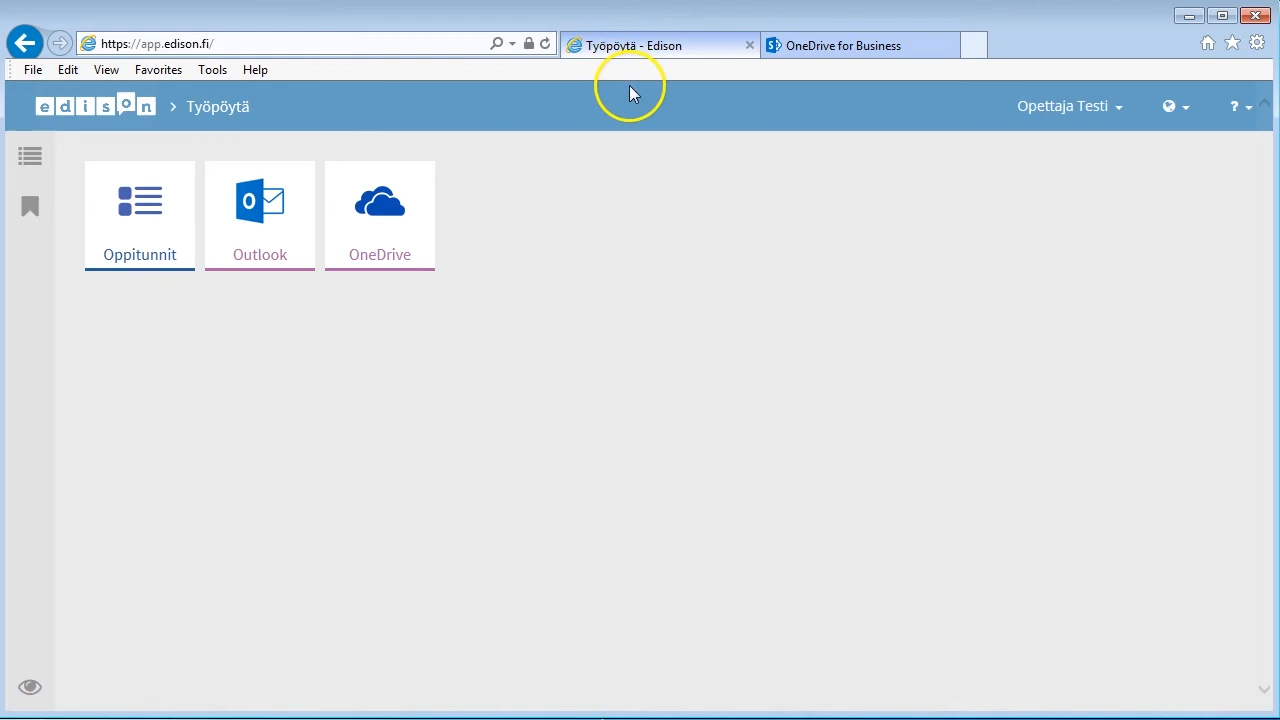 https://app.edison.fi/
Työpöytä - Edison
OneDrive for Business
File Edit View Favorites Tools Help
edison > Työpöytä
Opettaja Testi
?
Oppitunnit
Outlook
OneDrive